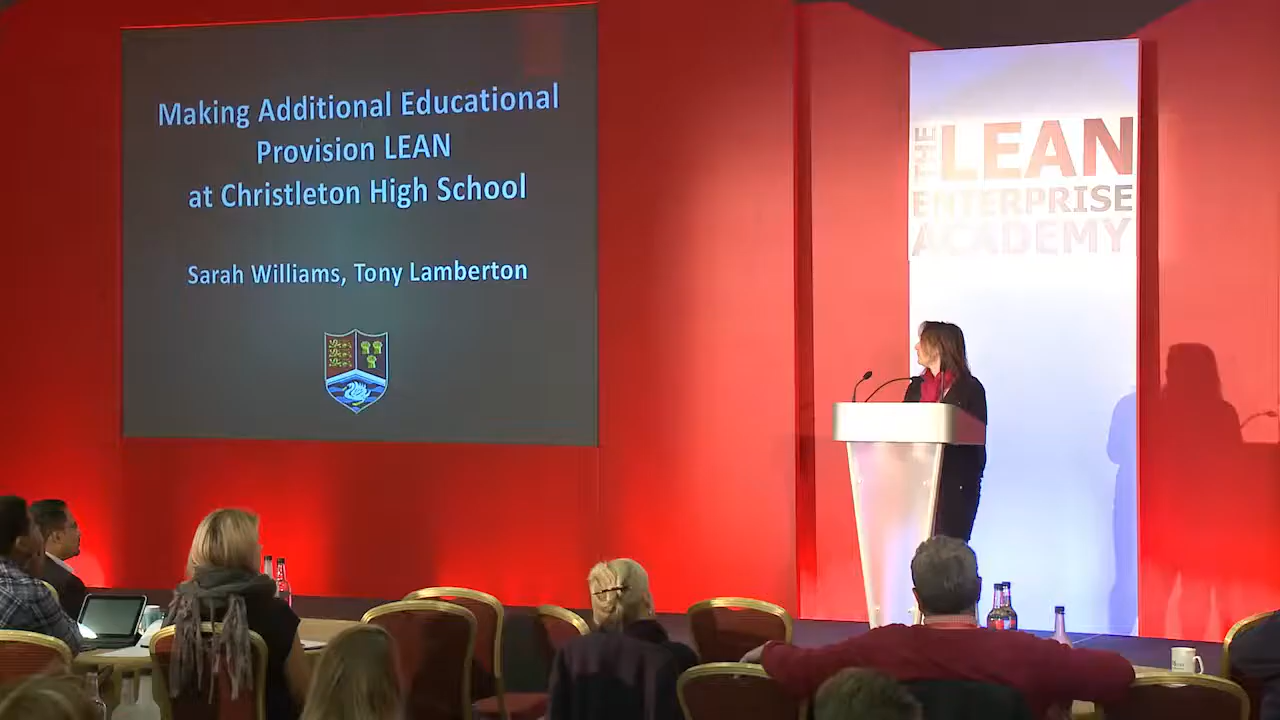 Making Additional Educational
Provision LEAN
at Christleton High School
Sarah Williams, Tony Lamberton
THE
LEAN
ENTERPRISE
ACADEMY